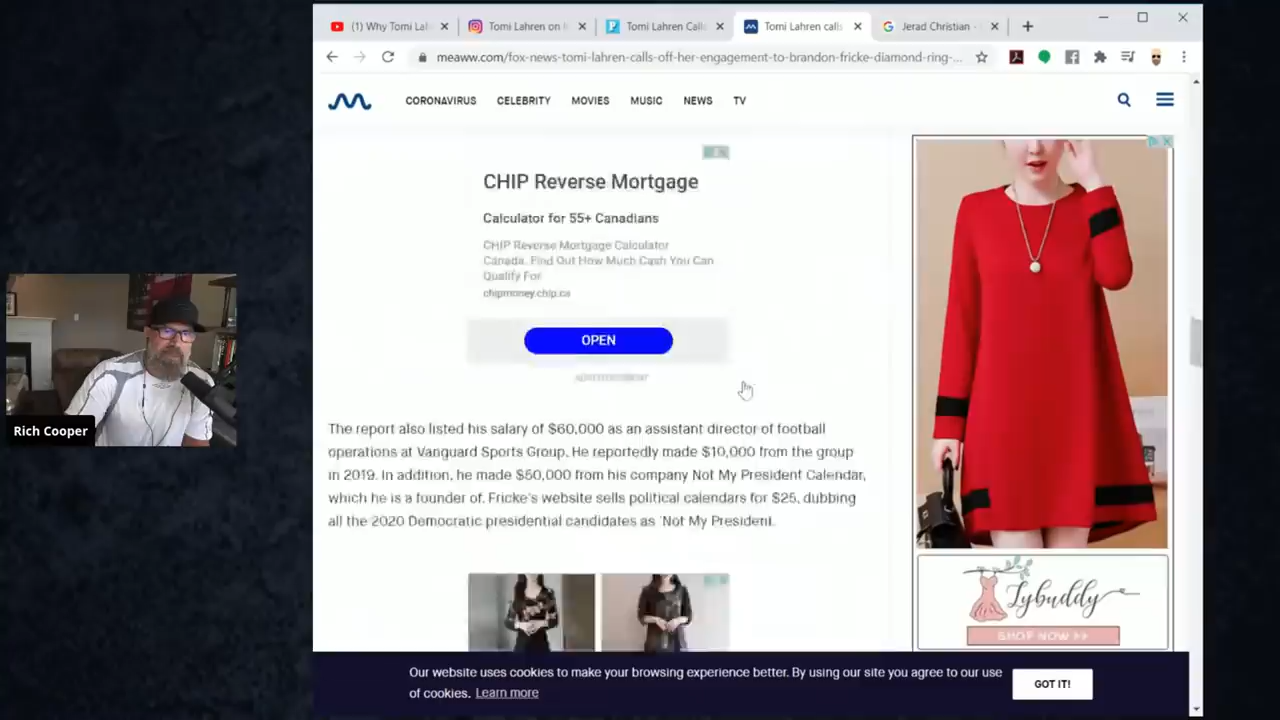 (1) Why Tomi Lah
Tomi Lahren on I
Tomi Lahren Calls
Tomi Lahren calls
Jerad Christian -
meaww.com/fox-news-tomi-lahren-calls-off-her-engagement-to-brandon-fricke-diamond-ring-...
CORONAVIRUS
CELEBRITY
MOVIES
MUSIC
NEWS
TV
CHIP Reverse Mortgage
Calculator for 55+ Canadians
CHIP Reverse Mortgage Calculator
Canada. Find Out How Much Cash You Can
Qualify For
chipmoney.chip.ca
OPEN
ADVERTISEMENT
The report also listed his salary of $60,000 as an assistant director of football
operations at Vanguard Sports Group. He reportedly made $10,000 from the group
in 2019. In addition, he made $50,000 from his company Not My President Calendar,
which he is a founder of. Fricke's website sells political calendars for $25, dubbing
all the 2020 Democratic presidential candidates as 'Not My President.
Lybuddy
SHOP NOW >>
Rich Cooper
Our website uses cookies to make your browsing experience better. By using our site you agree to our use
of cookies. Learn more
GOT IT!